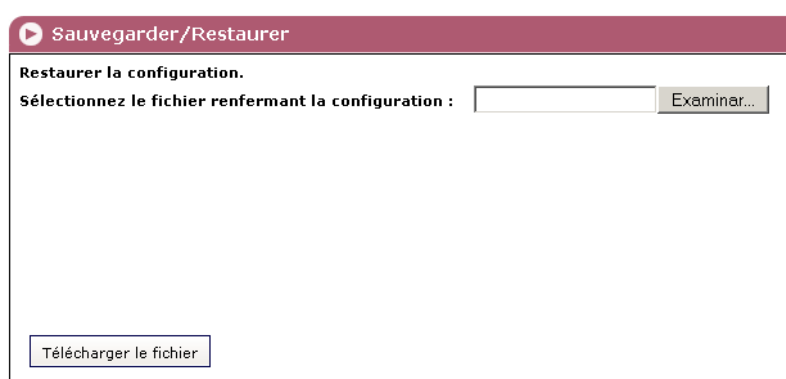 Sauvegarder/Restaurer
Restaurer la configuration.
Sélectionnez le fichier renfermant la configuration : Examinar...
Télécharger le fichier